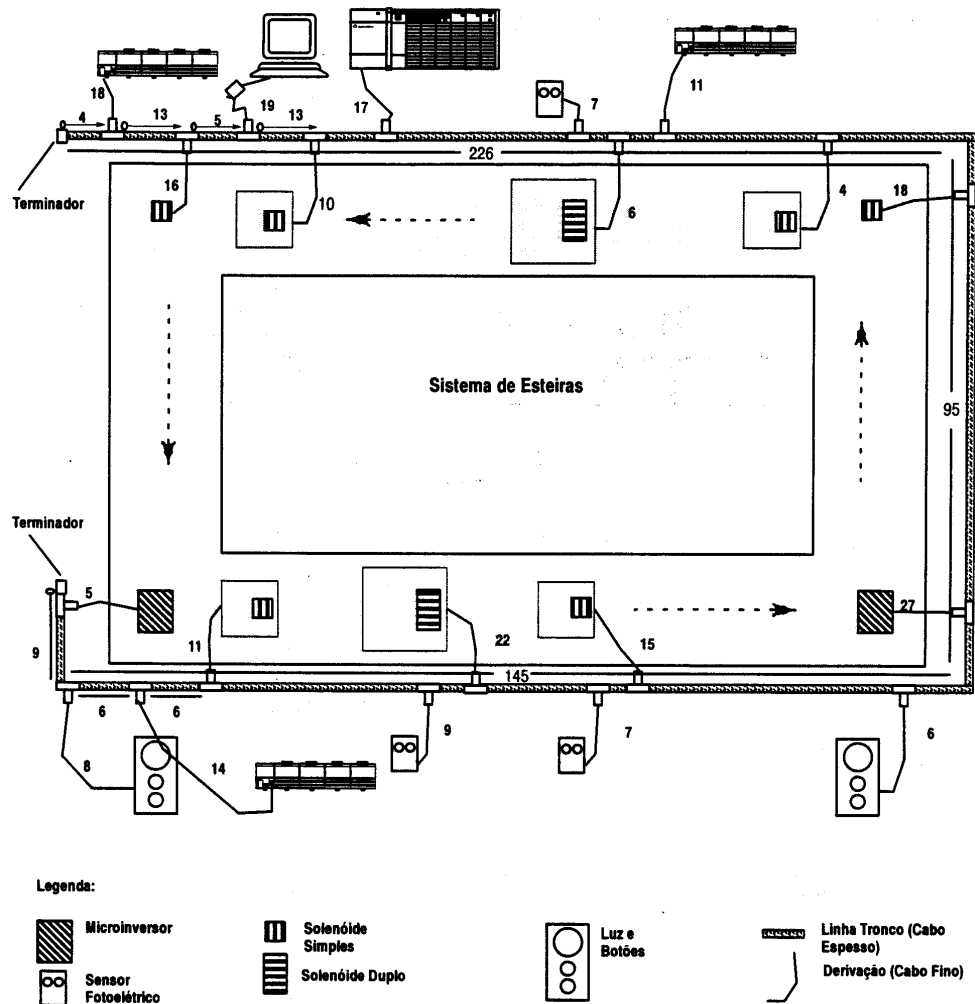 18
19
17
7
11
4
13
5
13
226
Terminador
16
10
6
4
18
Sistema de Esteiras
95
Terminador
5
27
11
22
15
9
145
6
6
9
7
6
8
14
Legenda:
Microinversor
Sensor
Fotoelétrico
Solenóide
Simples
Solenóide Duplo
Luz e
Botões
Linha Tronco (Cabo
Espesso)
Derivação (Cabo Fino)